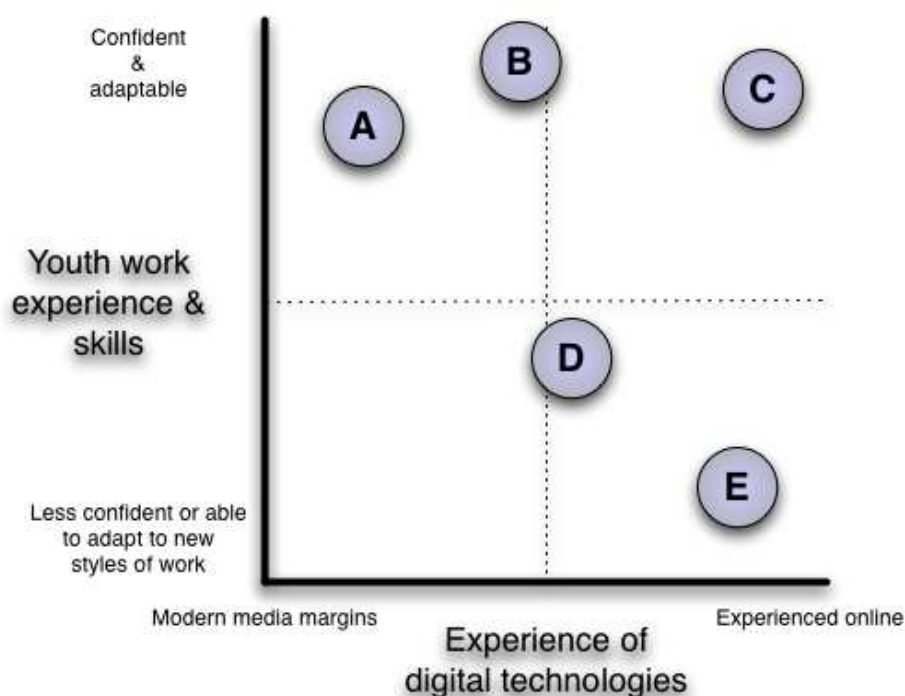 Confident
&
adaptable
B
C
A
Youth work
experience &
skills
D
E
Less confident or able
to adapt to new
styles of work
Modern media margins
Experienced online
Experience of
digital technologies